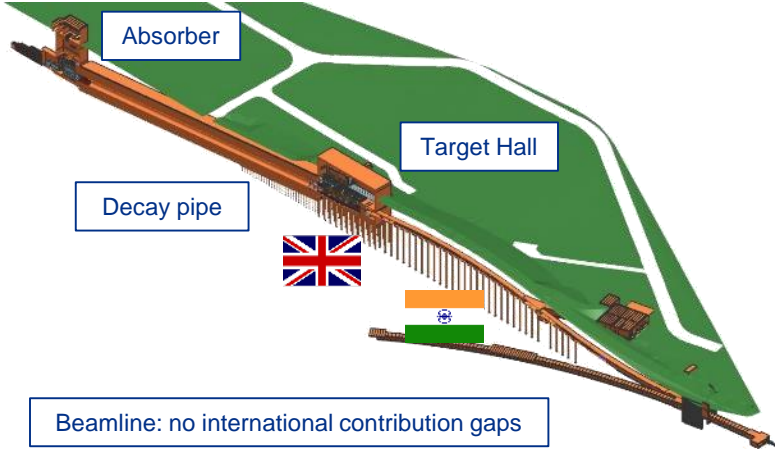 Absorber
Target Hall
Decay pipe
Beamline: no international contribution gaps